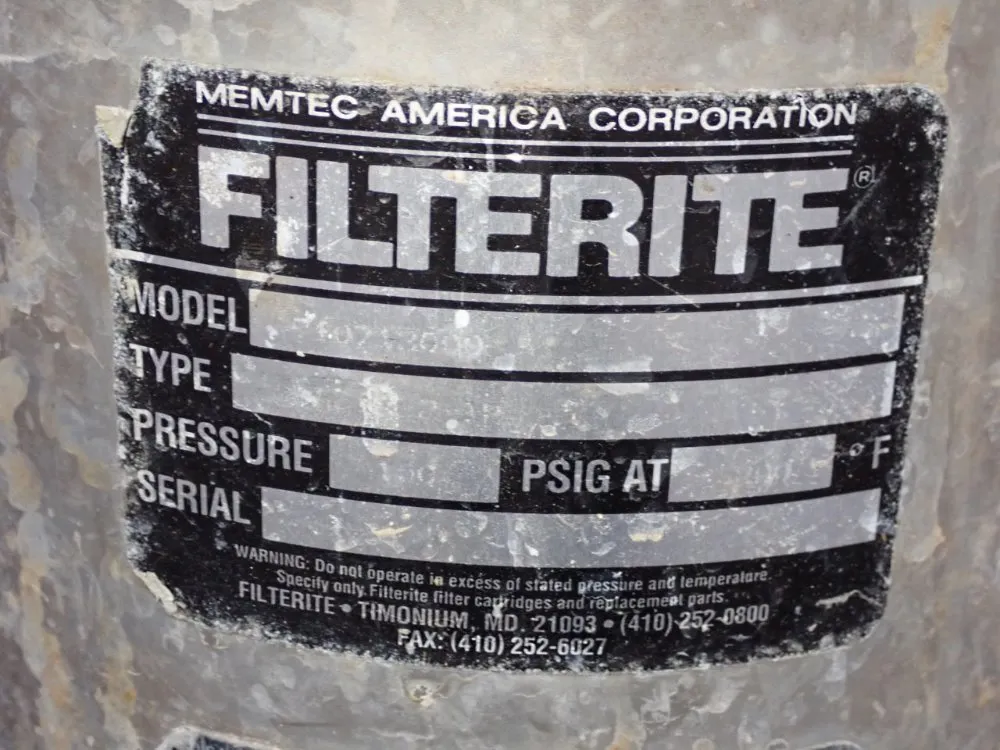 MEMTEC AMERICA CORPORATION
FILTERITE®
MODEL
TYPE
PRESSURE PSIG AT °F
SERIAL
WARNING: Do not operate in excess of stated pressure and temperature.
Specify only Filterite filter cartridges and replacement parts.
FILTERITE • TIMONIUM, MD. 21093 • (410) 252-0800
FAX: (410) 252-6027